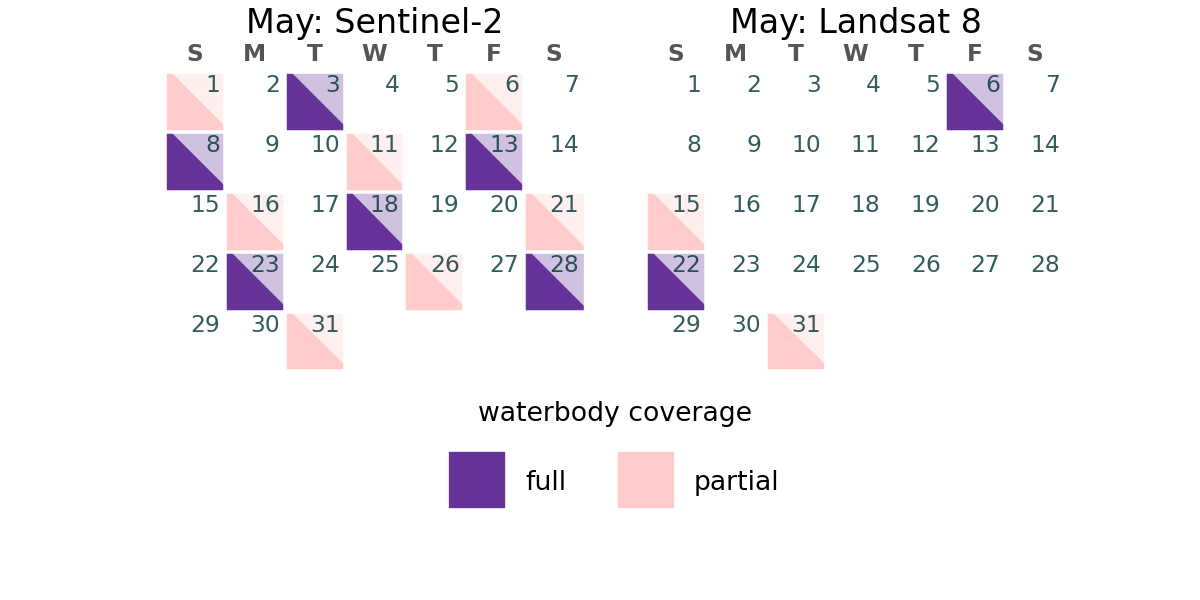 May: Sentinel-2
S M T W T F S
1 2 3 4 5 6 7
8 9 10 11 12 13 14
15 16 17 18 19 20 21
22 23 24 25 26 27 28
29 30 31
May: Landsat 8
S M T W T F S
1 2 3 4 5 6 7
8 9 10 11 12 13 14
15 16 17 18 19 20 21
22 23 24 25 26 27 28
29 30 31
waterbody coverage
full
partial